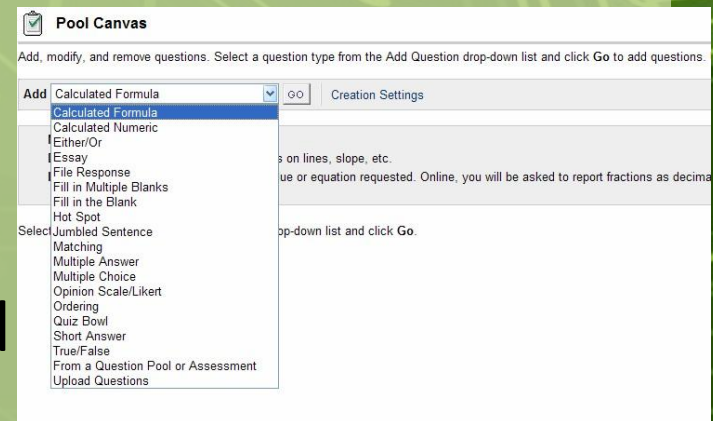 Pool Canvas
Add, modify, and remove questions. Select a question type from the Add Question drop-down list and click Go to add questions.
Add Calculated Formula GO Creation Settings
Calculated Formula
Calculated Numeric
Either/Or
Essay
s on lines, slope, etc.
File Response
ue or equation requested. Online, you will be asked to report fractions as decima
Fill in Multiple Blanks
Fill in the Blank
Hot Spot
Select
Jumbled Sentence
op-down list and click Go.
Matching
Multiple Answer
Multiple Choice
Opinion Scale/Likert
Ordering
Quiz Bowl
Short Answer
True/False
From a Question Pool or Assessment
Upload Questions